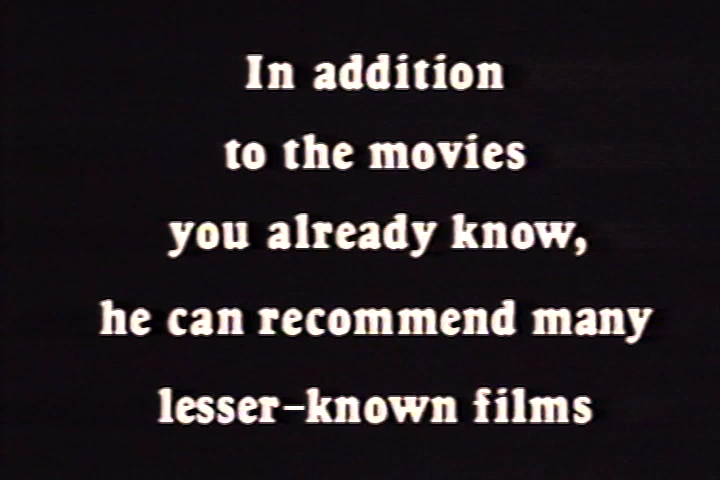 In addition
to the movies
you already know,
he can recommend many
lesser-known films